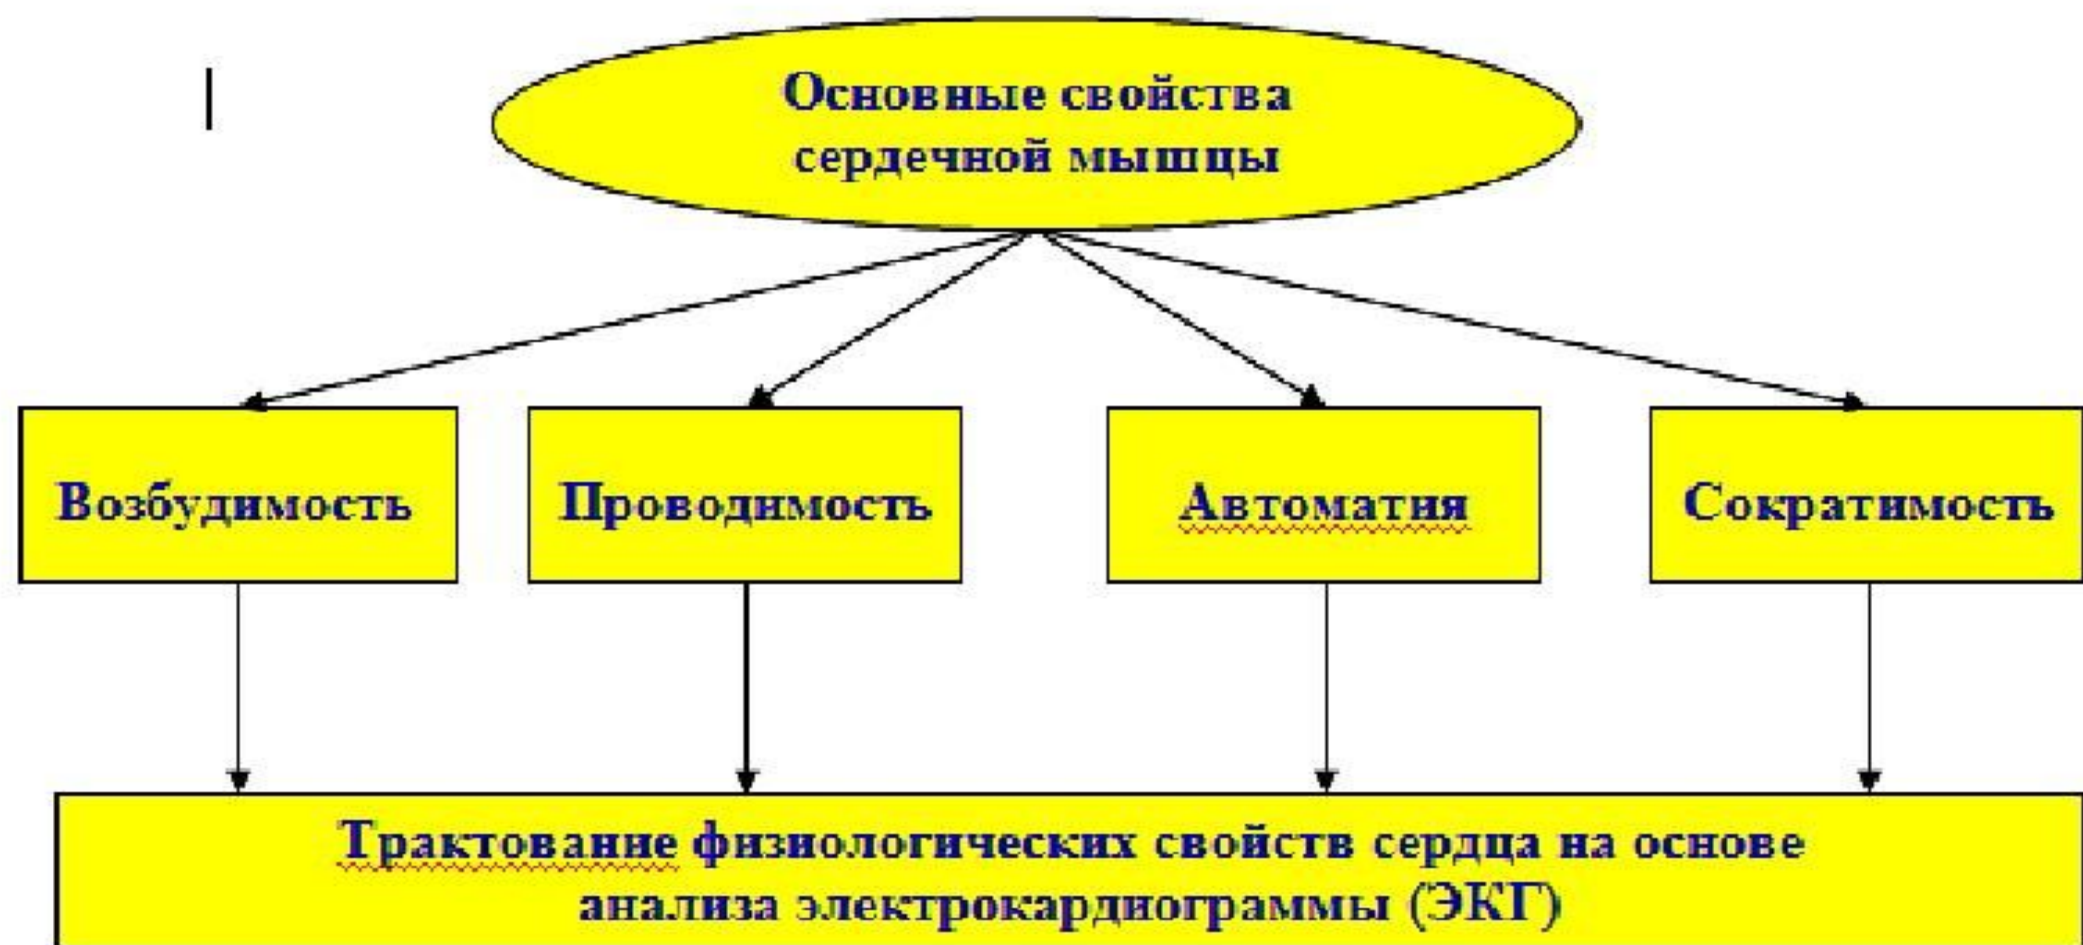 Основные свойства
сердечной мышцы
Возбудимость
Проводимость
Автоматия
Сократимость
Трактование физиологических свойств сердца на основе
анализа электрокардиограммы (ЭКГ)